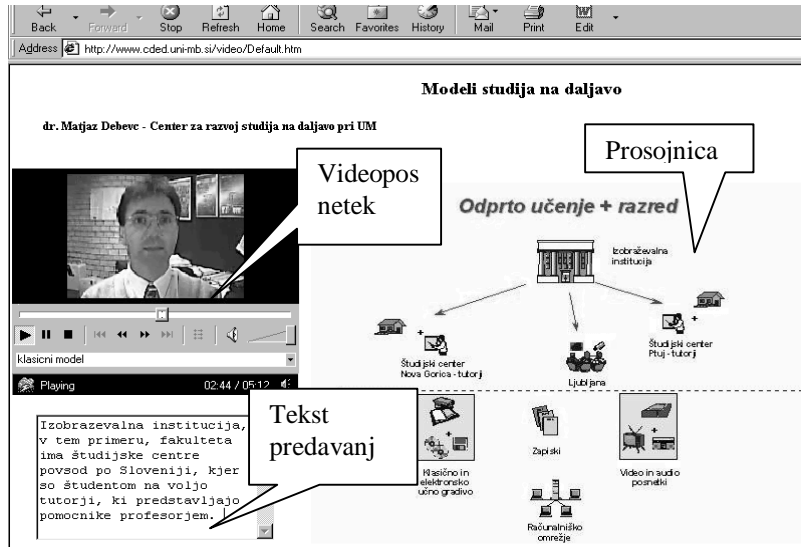 Back
Forward
Stop
Refresh
Home
Search
Favorites
History
Mail
Print
Edit
Address http://www.cded.uni-mb.si/video/Default.htm
Modeli studija na daljavo
dr. Matjaz Debevc - Center za razvoj studija na daljavo pri UM
Videopos
netek
Prosojnica
Odprto učenje + razred
Izobraževalna
institucija
+
Študijski center
Nova Gorica - tutorji
Ljubljana
+
Študijski center
Ptuj - tutorji
klasicni model
Playing
02:44 / 05:12
Tekst
predavanj
Izobrazevalna institucija,
v tem primeru, fakulteta
ima študijske centre
povsod po Sloveniji, kjer
so študentom na voljo
tutorji, ki predstavljajo
pomocnike profesorjem.
+
Klasično in
elektronsko
učno gradivo
Zapiski
+
Video in audio
posnetki
Računalniško
omrežje